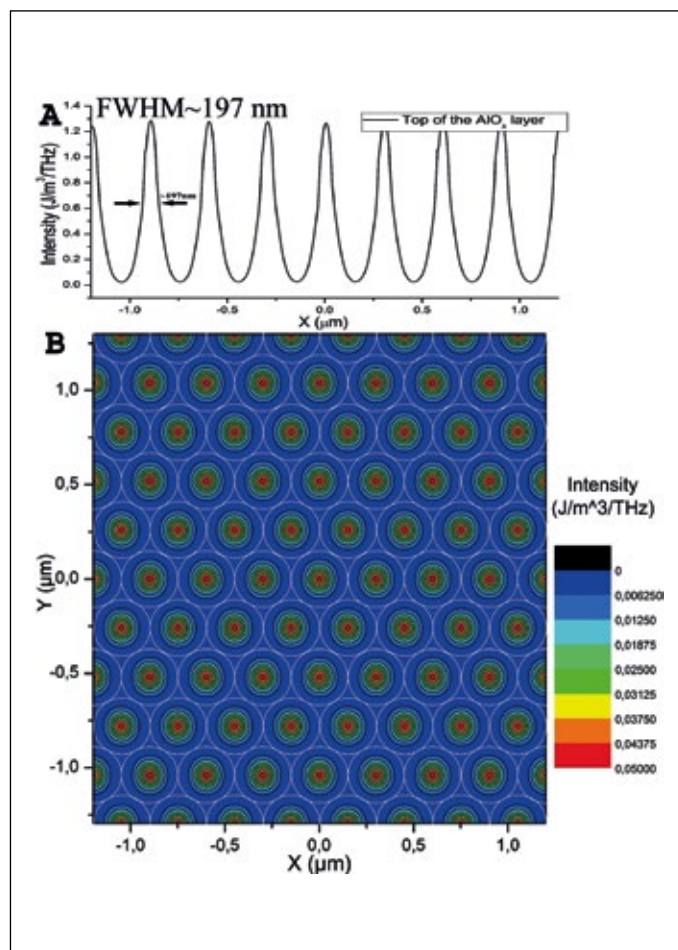 A
FWHM~197 nm
Top of the AlOx layer
Intensity (J/m³/THz)
1.4
1.2
1.0
0.8
0.6
0.4
0.2
0.0
~197nm
-1.0
-0.5
0.0
0.5
1.0
X (µm)
B
Y (µm)
1,0
0,5
0,0
-0,5
-1,0
-1,0
-0,5
0,0
0,5
1,0
X (µm)
Intensity
(J/m^3/THz)
0
0,006250
0,01250
0,01875
0,02500
0,03125
0,03750
0,04375
0,05000